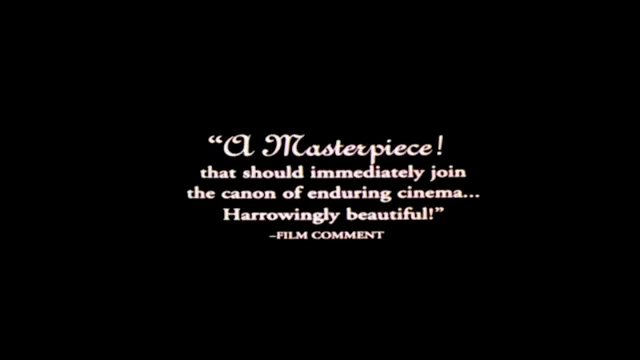 “A Masterpiece!
that should immediately join
the canon of enduring cinema...
Harrowingly beautiful!”
–FILM COMMENT